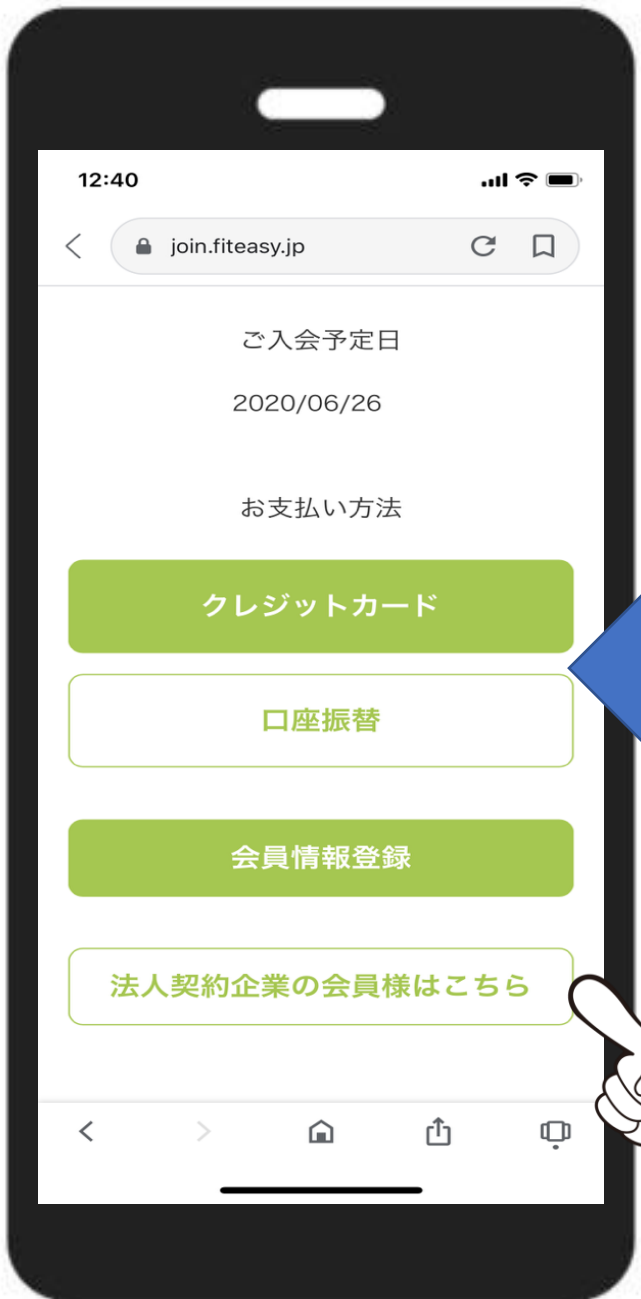 12:40
join.fiteasy.jp
ご入会予定日
2020/06/26
お支払い方法
クレジットカード
口座振替
会員情報登録
法人契約企業の会員様はこちら